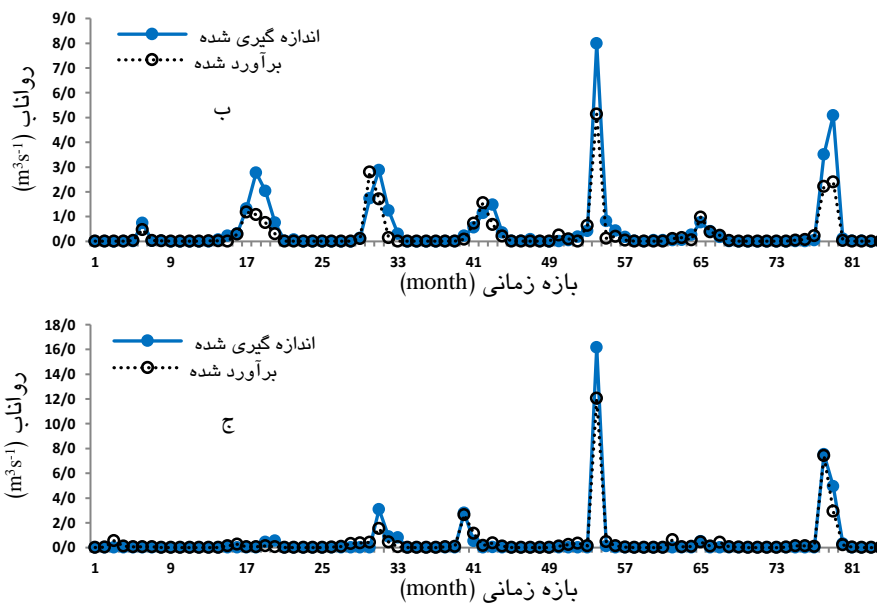 9/0
8/0
7/0
6/0
5/0
4/0
3/0
2/0
1/0
0/0
رواناب (m³s⁻¹)
اندازه گیری شده
برآورد شده
ب
1 9 17 25 33 41 49 57 65 73 81
بازه زمانی (month)
18/0
16/0
14/0
12/0
10/0
8/0
6/0
4/0
2/0
0/0
رواناب (m³s⁻¹)
اندازه گیری شده
برآورد شده
ج
1 9 17 25 33 41 49 57 65 73 81
بازه زمانی (month)